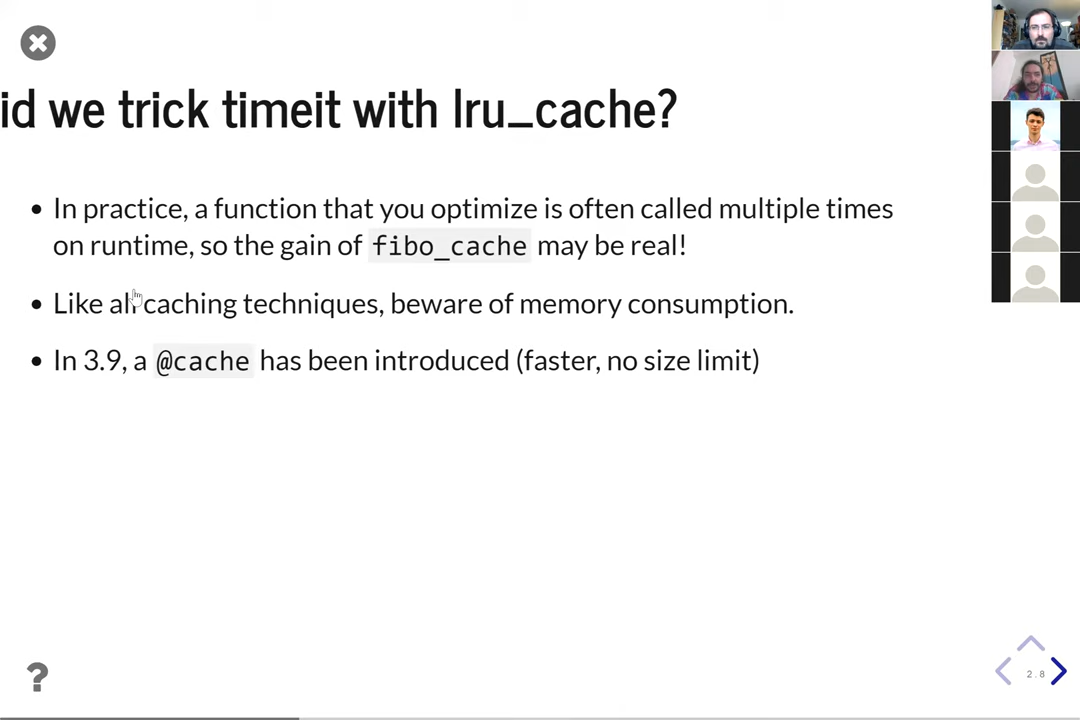 id we trick timeit with lru_cache?
In practice, a function that you optimize is often called multiple times
on runtime, so the gain of fibo_cache may be real!
Like all caching techniques, beware of memory consumption.
In 3.9, a @cache has been introduced (faster, no size limit)
?
2.8